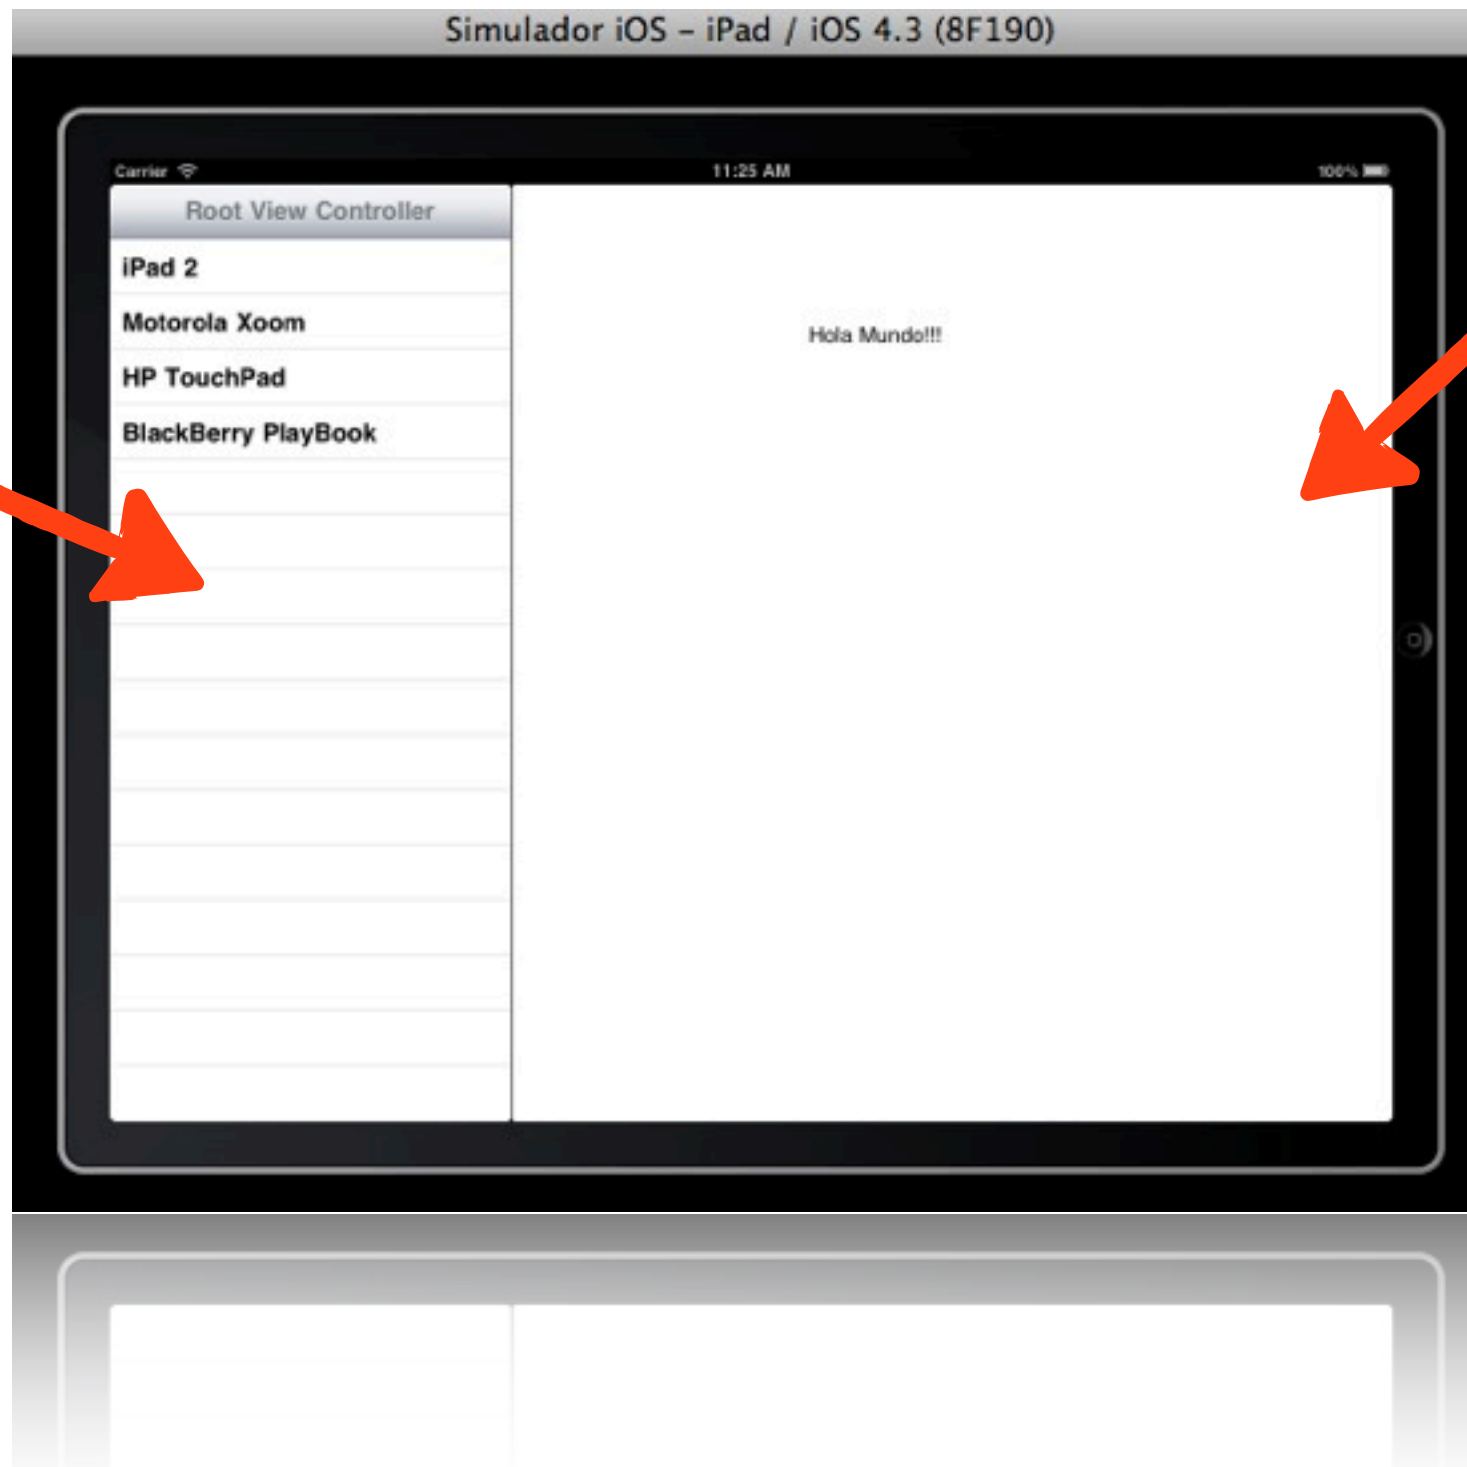 Simulador iOS – iPad / iOS 4.3 (8F190)
Carrier 11:25 AM 100%
Root View Controller
iPad 2
Motorola Xoom
Hola Mundo!!!
HP TouchPad
BlackBerry PlayBook